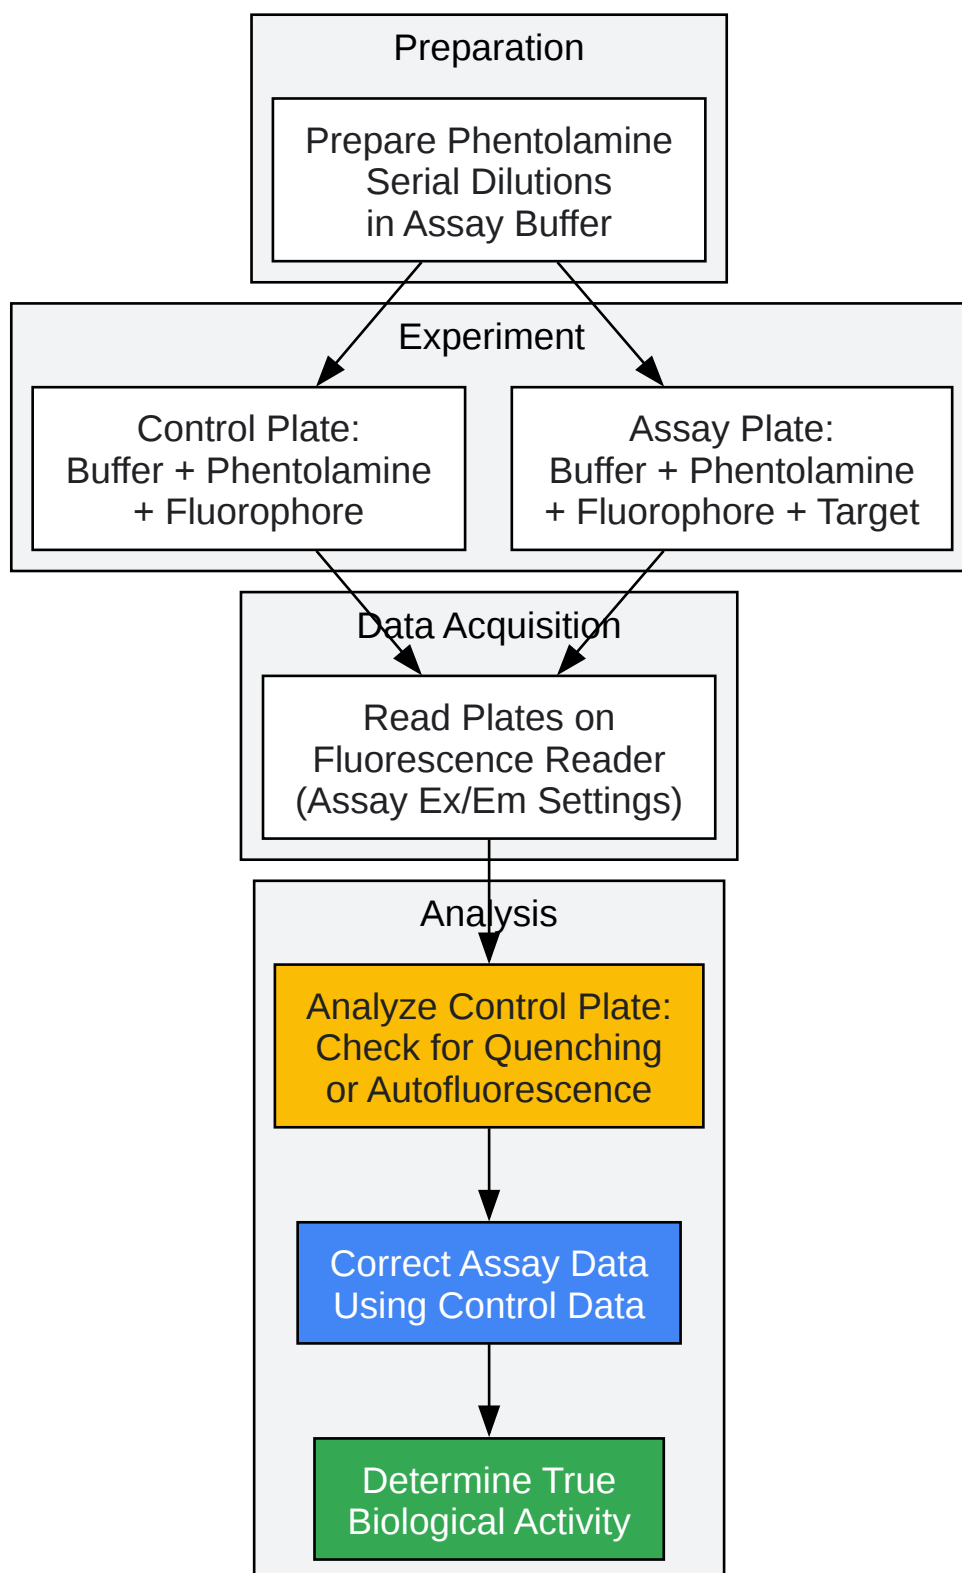 Preparation
Prepare Phentolamine
Serial Dilutions
in Assay Buffer
Experiment
Control Plate:
Buffer + Phentolamine
+ Fluorophore
Assay Plate:
Buffer + Phentolamine
+ Fluorophore + Target
Data Acquisition
Read Plates on
Fluorescence Reader
(Assay Ex/Em Settings)
Analysis
Analyze Control Plate:
Check for Quenching
or Autofluorescence
Correct Assay Data
Using Control Data
Determine True
Biological Activity